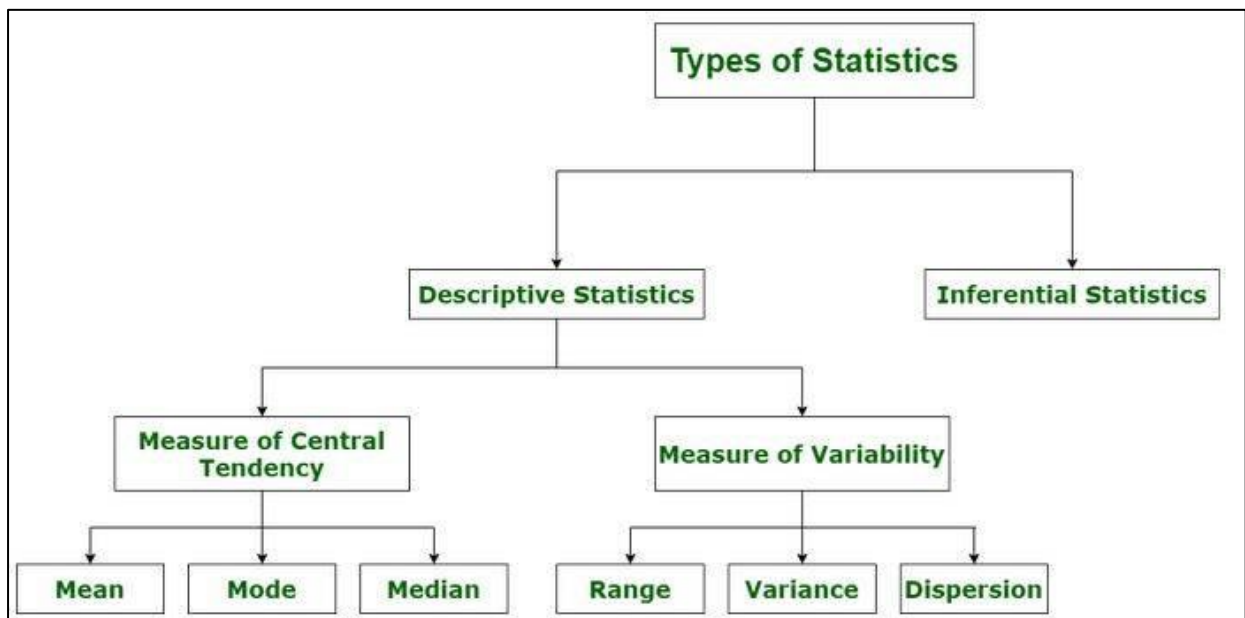 Types of Statistics
Descriptive Statistics
Inferential Statistics
Measure of Central
Tendency
Measure of Variability
Mean
Mode
Median
Range
Variance
Dispersion